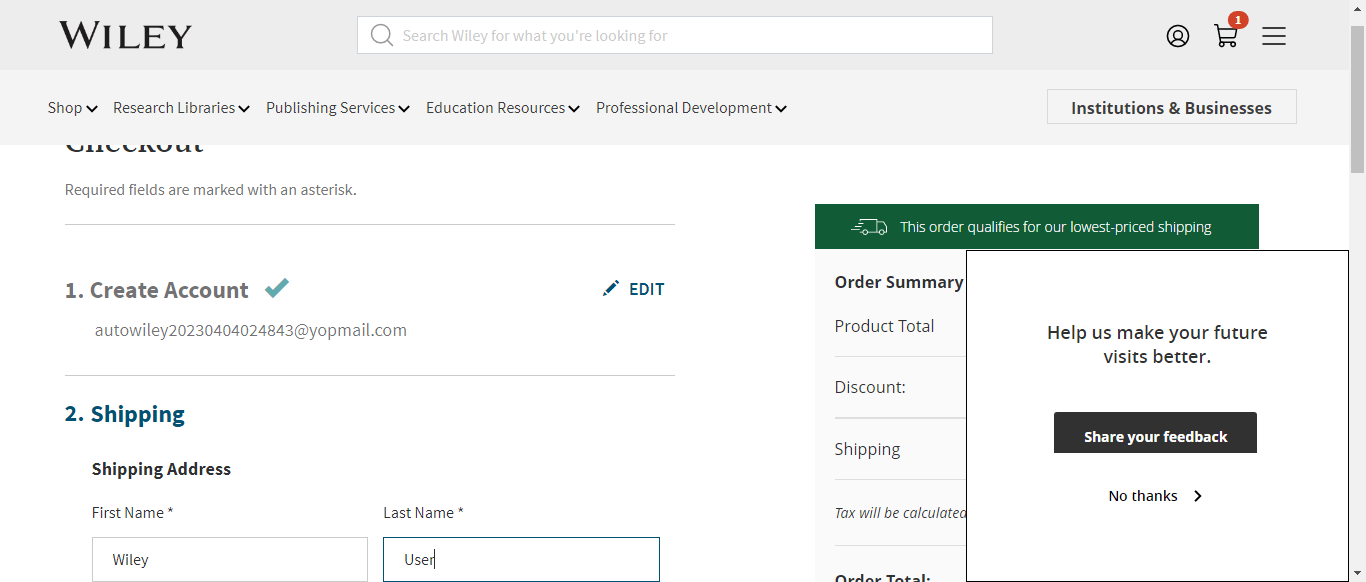 WILEY
Search Wiley for what you're looking for
1
Shop
Research Libraries
Publishing Services
Education Resources
Professional Development
Institutions & Businesses
Checkout
Required fields are marked with an asterisk.
1. Create Account
EDIT
autowiley20230404024843@yopmail.com
2. Shipping
Shipping Address
First Name *
Last Name *
Wiley
User
This order qualifies for our lowest-priced shipping
Order Summary
Product Total
Discount:
Shipping
Tax will be calculated
Order Total:
Help us make your future
visits better.
Share your feedback
No thanks